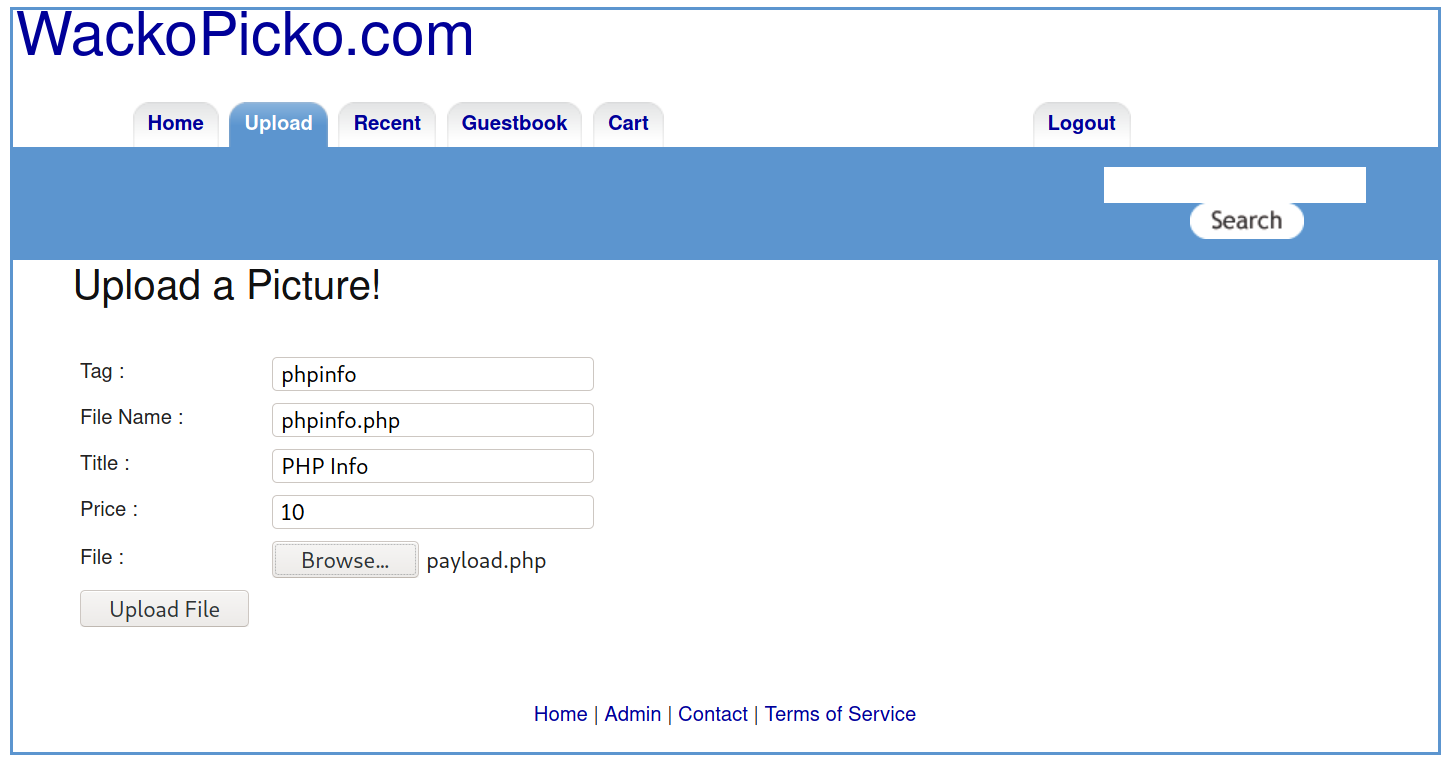 WackoPicko.com
Home Upload Recent Guestbook Cart Logout
Search
Upload a Picture!
Tag : phpinfo
File Name : phpinfo.php
Title : PHP Info
Price : 10
File : Browse... payload.php
Upload File
Home | Admin | Contact | Terms of Service